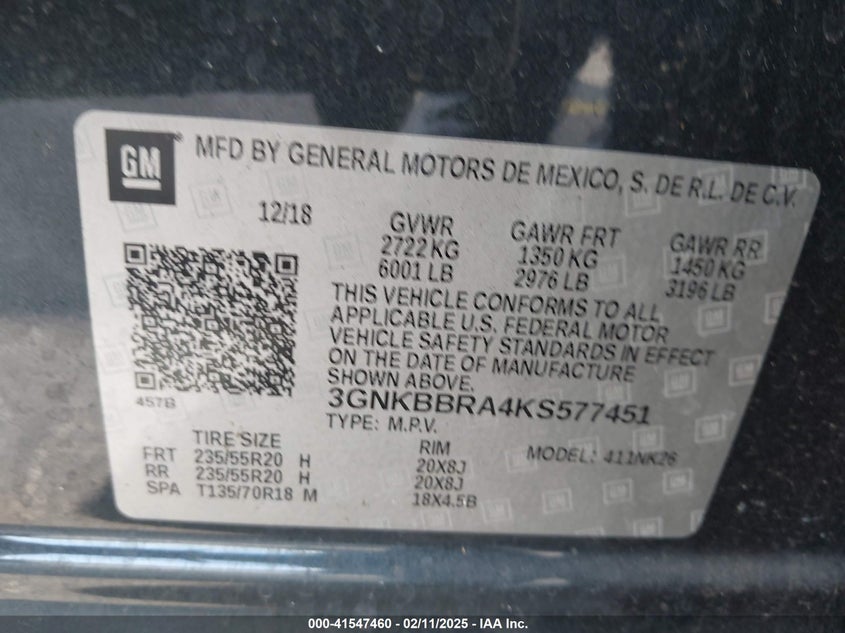 GM MFD BY GENERAL MOTORS DE MEXICO, S. DE R.L. DE C.V.
12/18 GVWR GAWR FRT GAWR RR
2722 KG 1350 KG 1450 KG
6001 LB 2976 LB 3196 LB
THIS VEHICLE CONFORMS TO ALL
APPLICABLE U.S. FEDERAL MOTOR
VEHICLE SAFETY STANDARDS IN EFFECT
ON THE DATE OF MANUFACTURE
SHOWN ABOVE.
457B
3GNKBBRA4KS577451
TYPE: M.P.V. MODEL: 411NK26
TIRE SIZE RIM
FRT 235/55R20 H 20X8J
RR 235/55R20 H 20X8J
SPA T135/70R18 M 18X4.5B
000-41547460 - 02/11/2025 - IAA Inc.